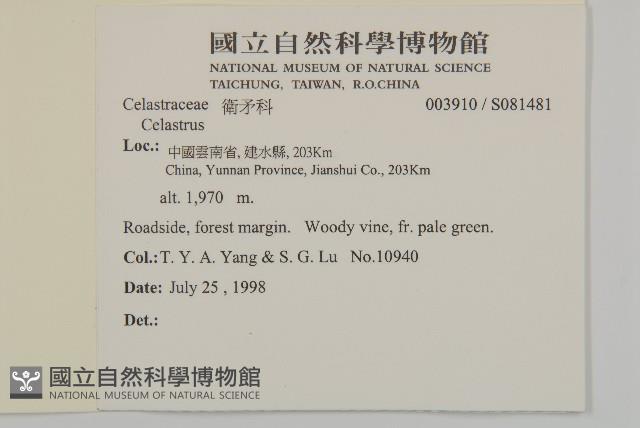 國立自然科學博物館
NATIONAL MUSEUM OF NATURAL SCIENCE
TAICHUNG, TAIWAN, R.O.CHINA
Celastraceae 衛矛科 003910 / S081481
Celastrus
Loc.: 中國雲南省, 建水縣, 203Km
China, Yunnan Province, Jianshui Co., 203Km
alt. 1,970 m.
Roadside, forest margin. Woody vine, fr. pale green.
Col.: T. Y. A. Yang & S. G. Lu No.10940
Date: July 25 , 1998
Det.:
國立自然科學博物館
NATIONAL MUSEUM OF NATURAL SCIENCE